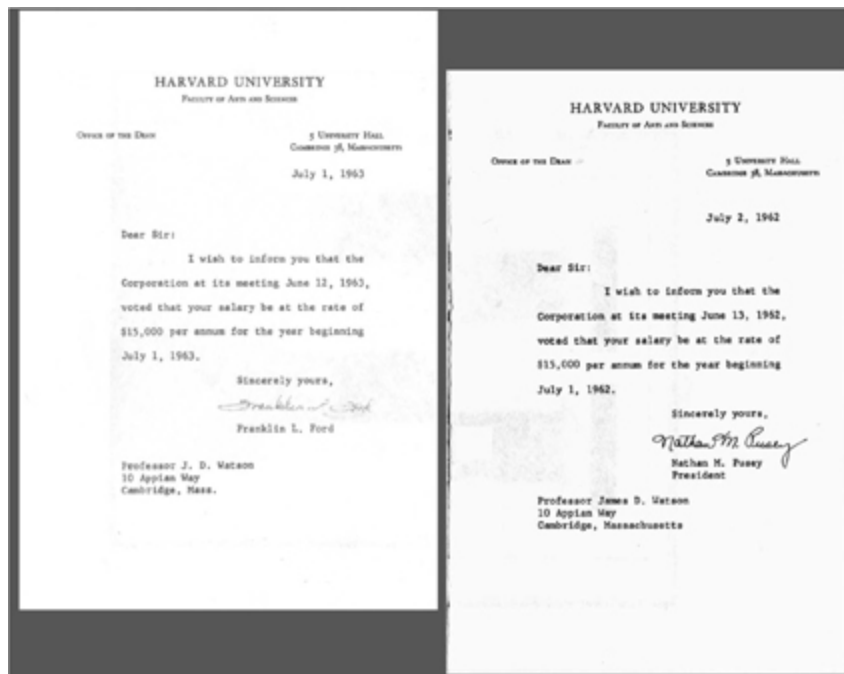 HARVARD UNIVERSITY
FACULTY OF ARTS AND SCIENCES
OFFICE OF THE DEAN
5 UNIVERSITY HALL
CAMBRIDGE 38, MASSACHUSETTS
July 1, 1963
Dear Sir:
I wish to inform you that the
Corporation at its meeting June 12, 1963,
voted that your salary be at the rate of
$15,000 per annum for the year beginning
July 1, 1963.
Sincerely yours,
Franklin L. Ford
Franklin L. Ford
Professor J. D. Watson
10 Appian Way
Cambridge, Mass.
HARVARD UNIVERSITY
FACULTY OF ARTS AND SCIENCES
OFFICE OF THE DEAN
5 UNIVERSITY HALL
CAMBRIDGE 38, MASSACHUSETTS
July 2, 1962
Dear Sir:
I wish to inform you that the
Corporation at its meeting June 13, 1962,
voted that your salary be at the rate of
$15,000 per annum for the year beginning
July 1, 1962.
Sincerely yours,
Nathan M. Pusey
Nathan M. Pusey
President
Professor James D. Watson
10 Appian Way
Cambridge, Massachusetts